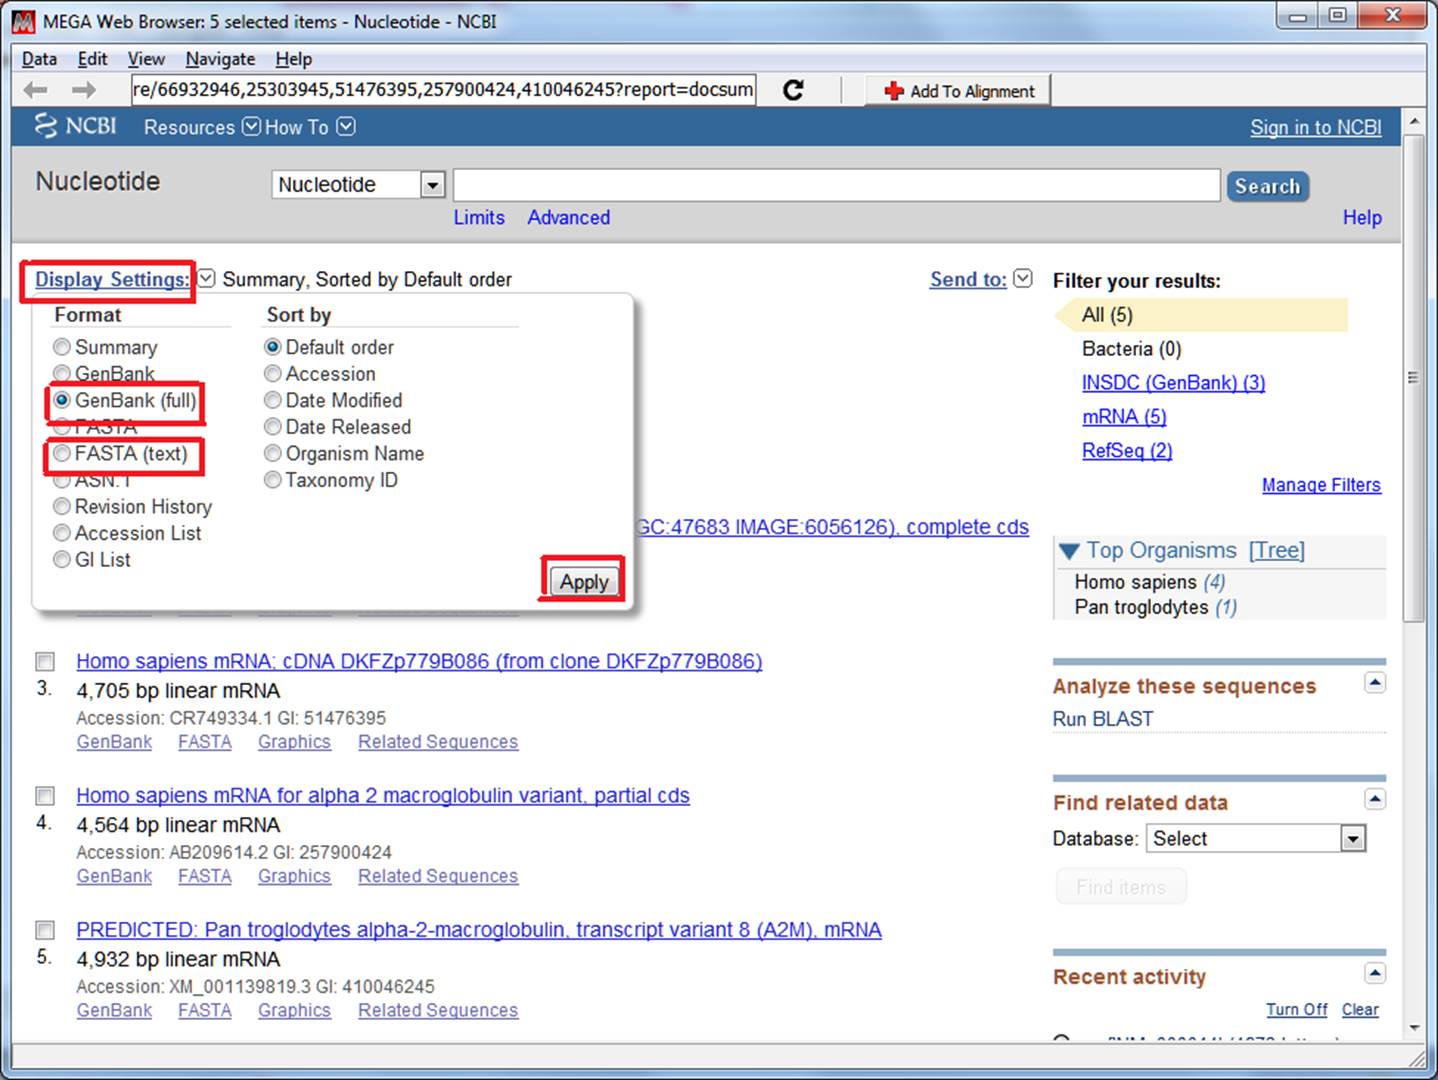 MEGA Web Browser: 5 selected items - Nucleotide - NCBI
Data Edit View Navigate Help
re/66932946,25303945,51476395,257900424,410046245?report=docsum Add To Alignment
NCBI Resources How To Sign in to NCBI
Nucleotide Nucleotide Search
Limits Advanced Help
Display Settings: Summary, Sorted by Default order Send to:
Format Sort by
Summary Default order
GenBank Accession
GenBank (full) Date Modified
FASTA Date Released
FASTA (text) Organism Name
ASN.1 Taxonomy ID
Revision History
Accession List
GI List
Apply
GC:47683 IMAGE:6056126), complete cds
Homo sapiens mRNA; cDNA DKFZp779B086 (from clone DKFZp779B086)
3. 4,705 bp linear mRNA
Accession: CR749334.1 GI: 51476395
GenBank FASTA Graphics Related Sequences
Homo sapiens mRNA for alpha 2 macroglobulin variant, partial cds
4. 4,564 bp linear mRNA
Accession: AB209614.2 GI: 257900424
GenBank FASTA Graphics Related Sequences
PREDICTED: Pan troglodytes alpha-2-macroglobulin, transcript variant 8 (A2M), mRNA
5. 4,932 bp linear mRNA
Accession: XM_001139819.3 GI: 410046245
GenBank FASTA Graphics Related Sequences
Filter your results:
All (5)
Bacteria (0)
INSDC (GenBank) (3)
mRNA (5)
RefSeq (2)
Manage Filters
Top Organisms [Tree]
Homo sapiens (4)
Pan troglodytes (1)
Analyze these sequences
Run BLAST
Find related data
Database: Select
Find items
Recent activity
Turn Off Clear